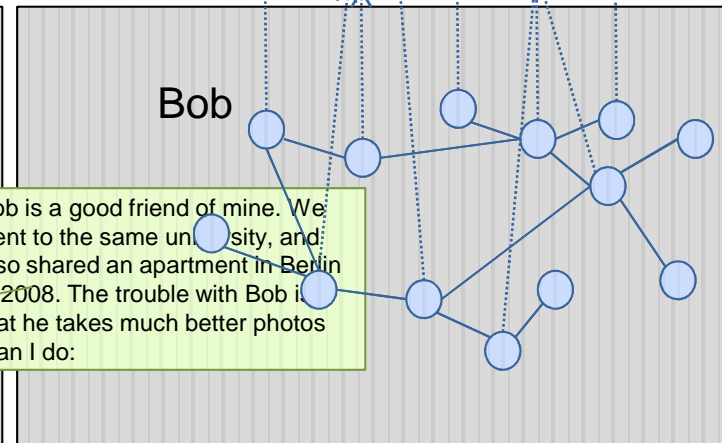 Bob
ob is a good friend of mine. We
ent to the same un sity, and
so shared an apartment in Berlin
2008. The trouble with Bob is
at he takes much better photos
an I do: